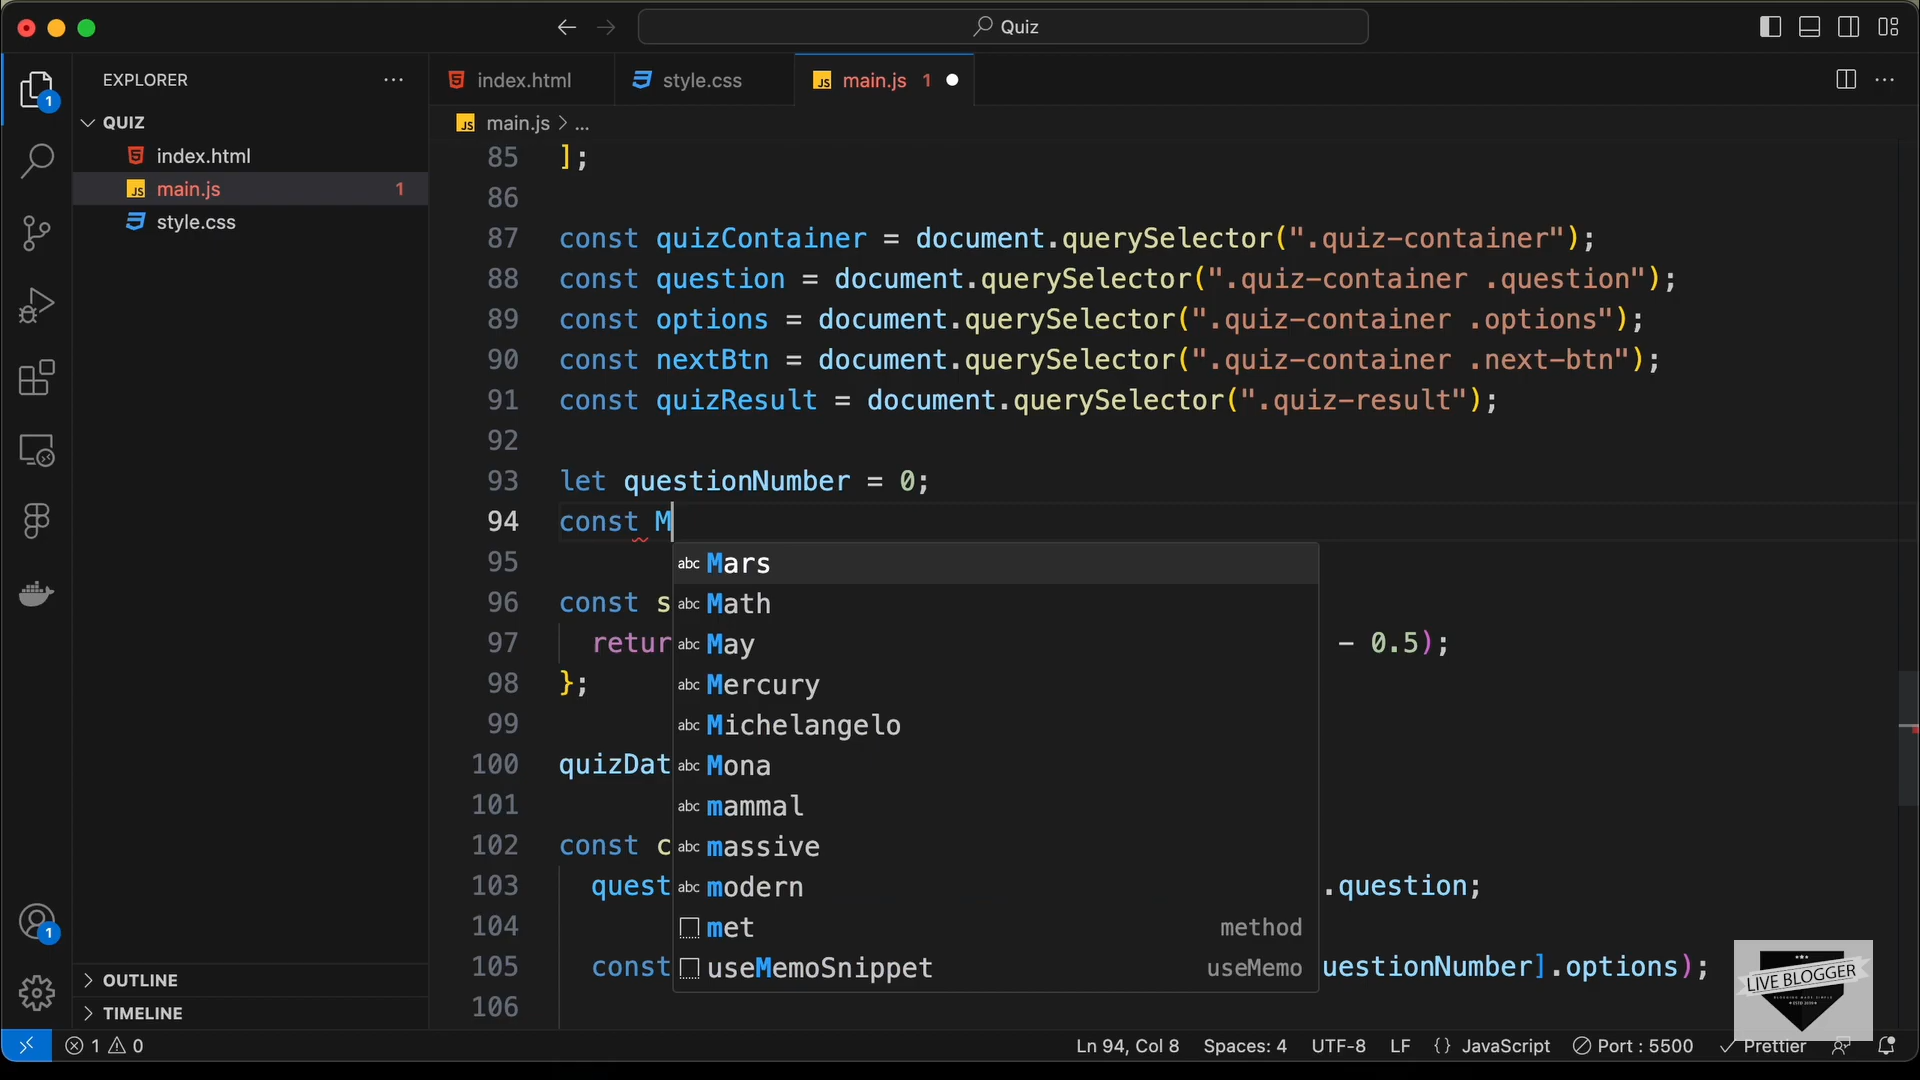 Quiz
EXPLORER
QUIZ
index.html
main.js 1
style.css
OUTLINE
TIMELINE
1
1
index.html
style.css
main.js 1
main.js > ...
85 ];
86
87 const quizContainer = document.querySelector(".quiz-container");
88 const question = document.querySelector(".quiz-container .question");
89 const options = document.querySelector(".quiz-container .options");
90 const nextBtn = document.querySelector(".quiz-container .next-btn");
91 const quizResult = document.querySelector(".quiz-result");
92
93 let questionNumber = 0;
94 const M
95
96 const s
97 retur - 0.5);
98 };
99
100 quizDat
101
102 const c
103 quest .question;
104
105 const uestionNumber].options);
106
abc Mars
abc Math
abc May
abc Mercury
abc Michelangelo
abc Mona
abc mammal
abc massive
abc modern
met method
useMemoSnippet useMemo
LIVE BLOGGER
1 0 Ln 94, Col 8 Spaces: 4 UTF-8 LF {} JavaScript Port : 5500 Prettier